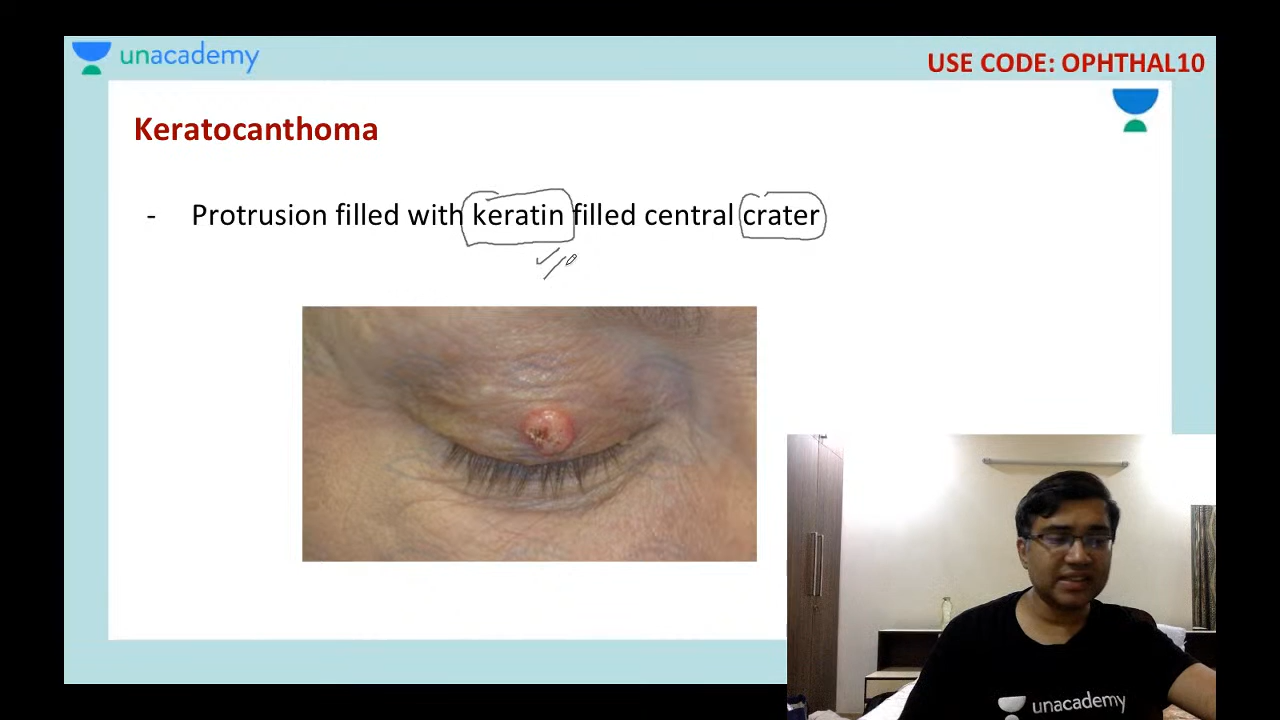 unacademy
USE CODE: OPHTHAL10
Keratocanthoma
- Protrusion filled with keratin filled central crater
unacademy